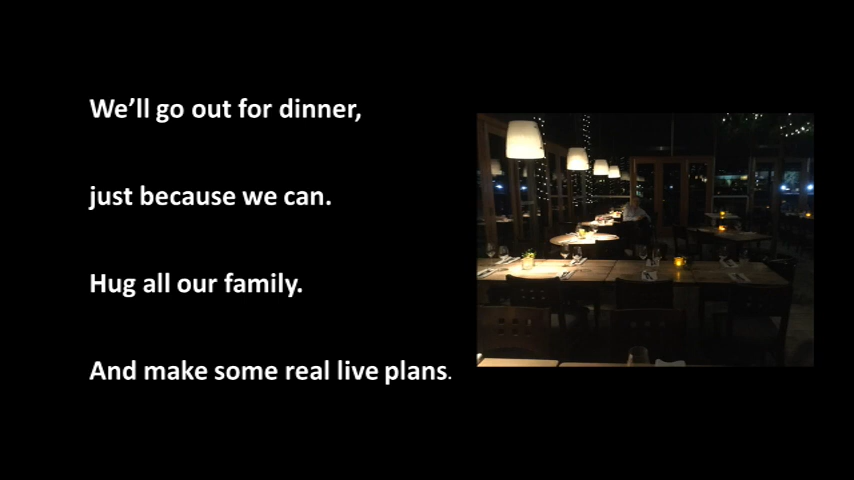 We’ll go out for dinner,
just because we can.
Hug all our family.
And make some real live plans.